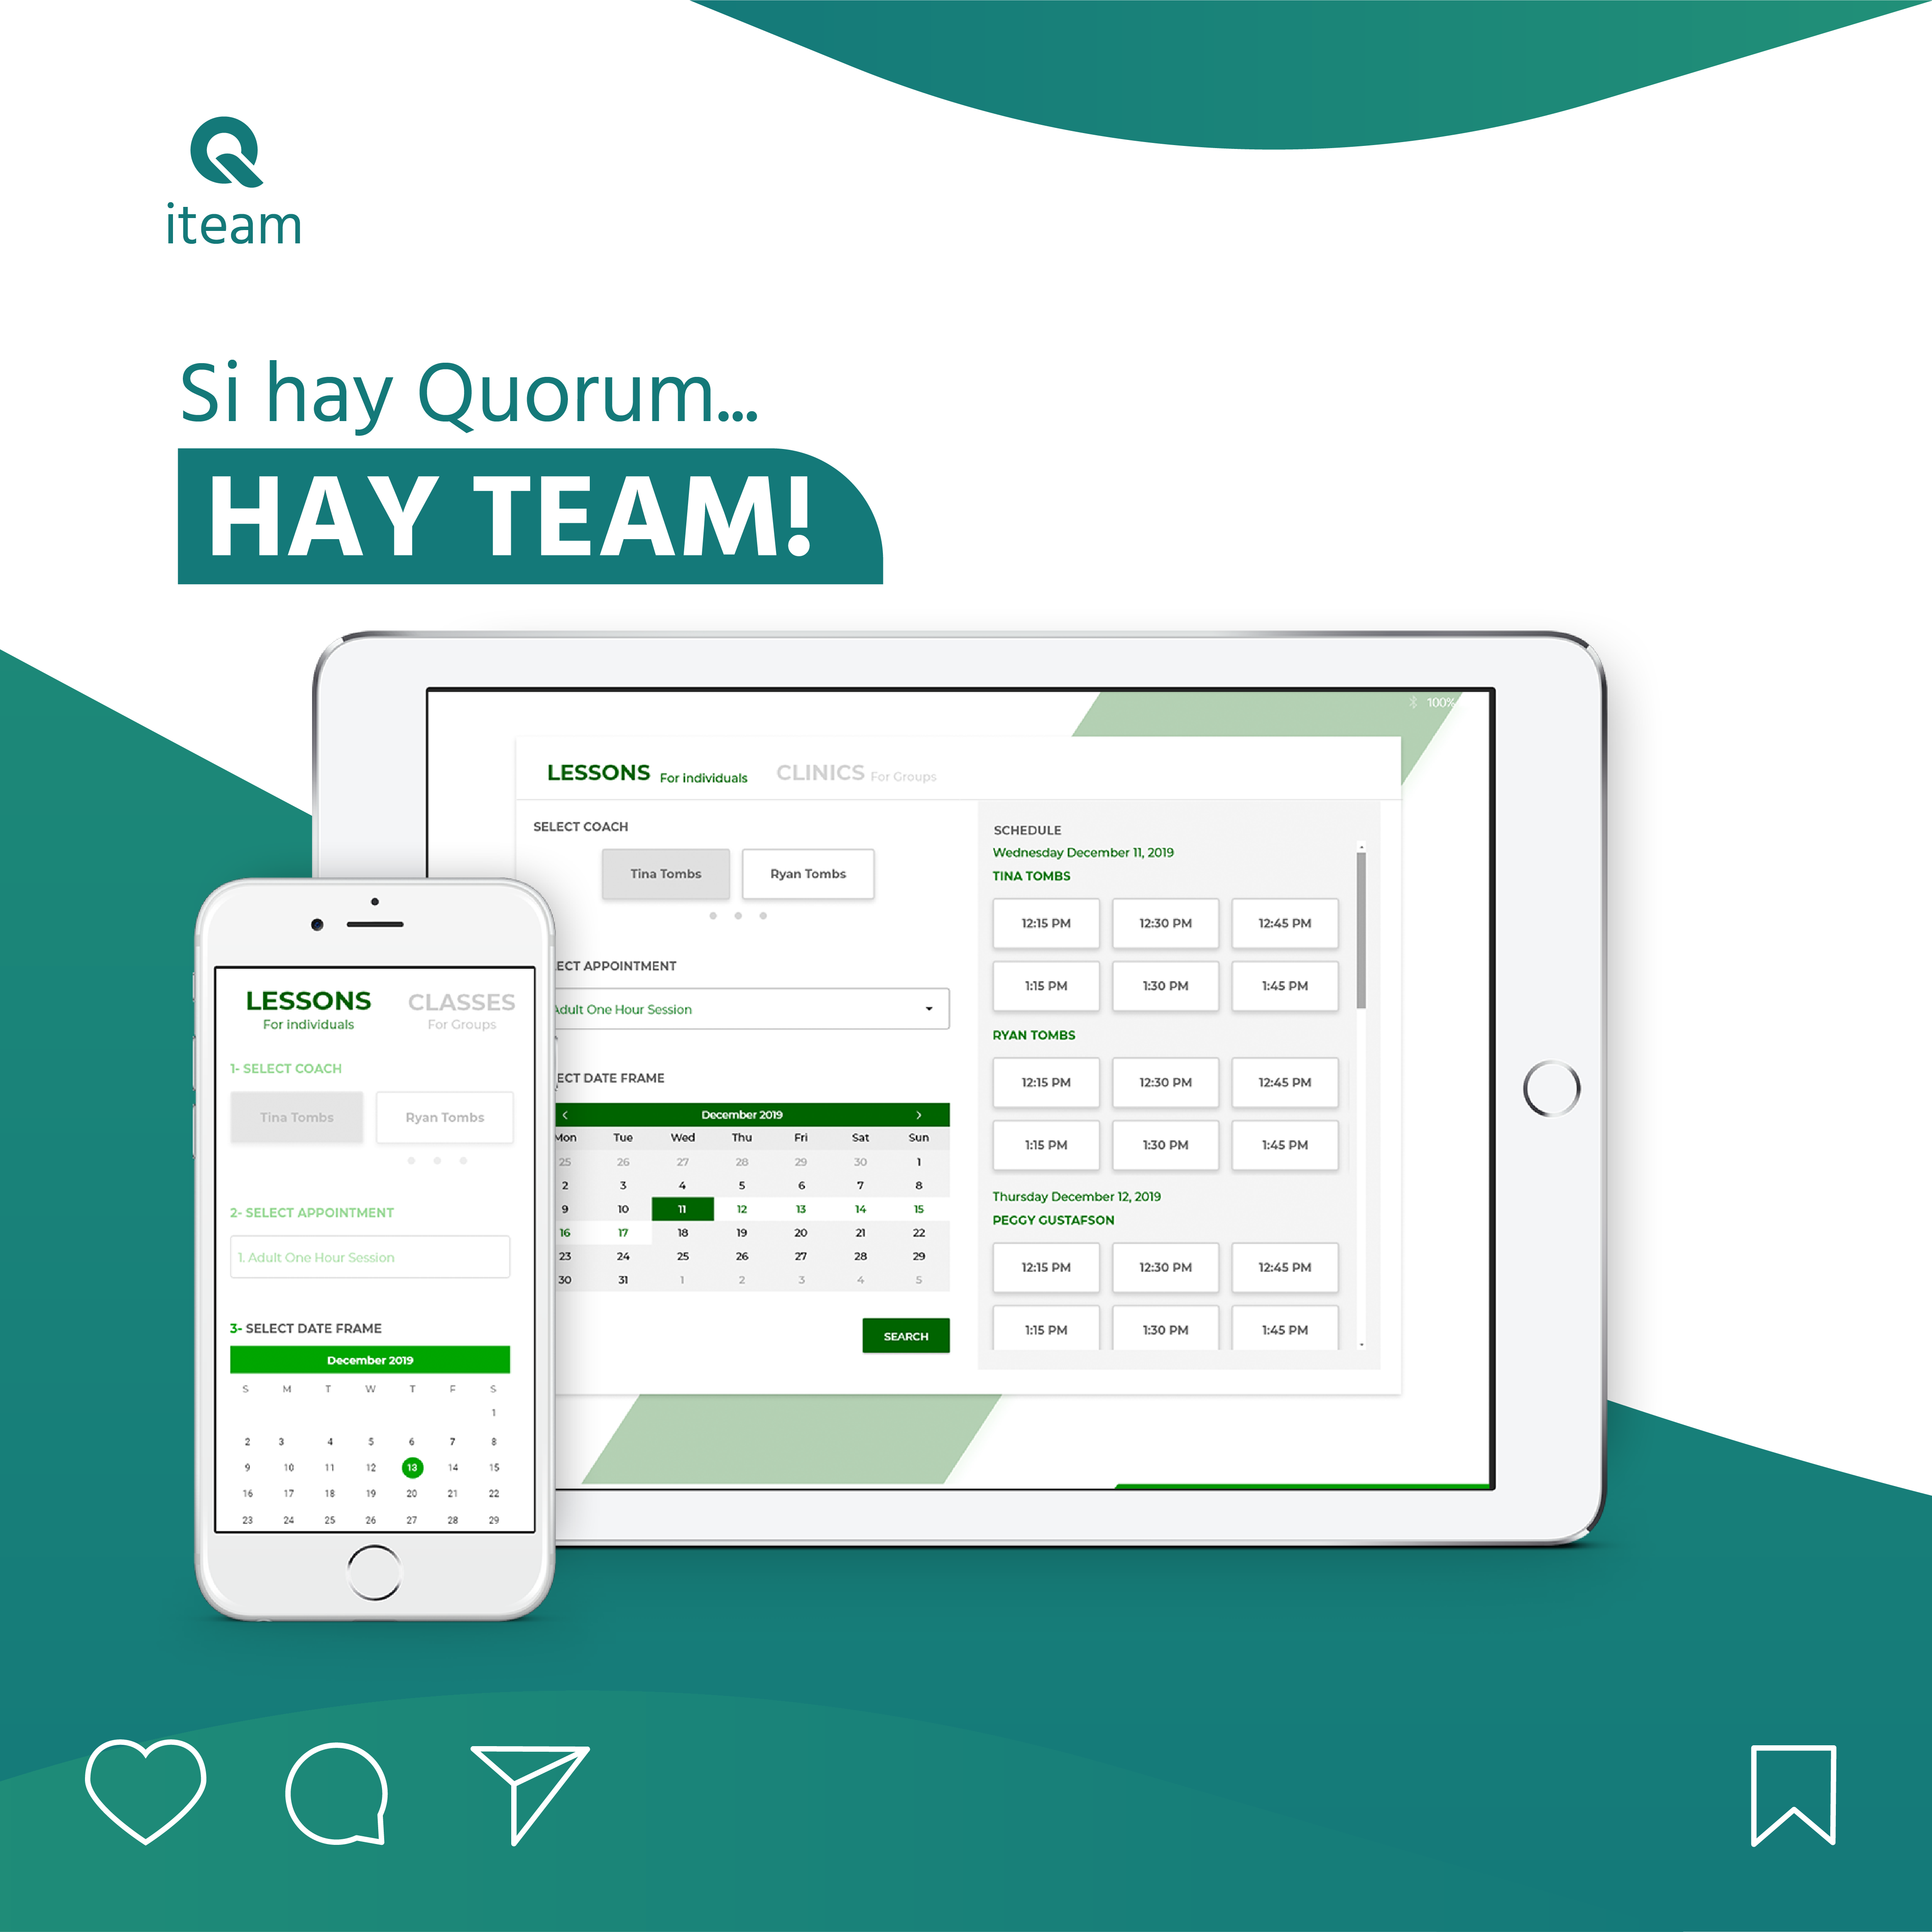 iteam
Si hay Quorum...
HAY TEAM!
100%
LESSONS For individuals CLINICS For Groups
SELECT COACH
Tina Tombs Ryan Tombs
ECT APPOINTMENT
Adult One Hour Session
ECT DATE FRAME
December 2019
Mon Tue Wed Thu Fri Sat Sun
25 26 27 28 29 30 1
2 3 4 5 6 7 8
9 10 11 12 13 14 15
16 17 18 19 20 21 22
23 24 25 26 27 28 29
30 31 1 2 3 4 5
SEARCH
SCHEDULE
Wednesday December 11, 2019
TINA TOMBS
12:15 PM 12:30 PM 12:45 PM
1:15 PM 1:30 PM 1:45 PM
RYAN TOMBS
12:15 PM 12:30 PM 12:45 PM
1:15 PM 1:30 PM 1:45 PM
Thursday December 12, 2019
PEGGY GUSTAFSON
12:15 PM 12:30 PM 12:45 PM
1:15 PM 1:30 PM 1:45 PM
LESSONS CLASSES
For individuals For Groups
1- SELECT COACH
Tina Tombs Ryan Tombs
2- SELECT APPOINTMENT
1. Adult One Hour Session
3- SELECT DATE FRAME
December 2019
S M T W T F S
1
2 3 4 5 6 7 8
9 10 11 12 13 14 15
16 17 18 19 20 21 22
23 24 25 26 27 28 29